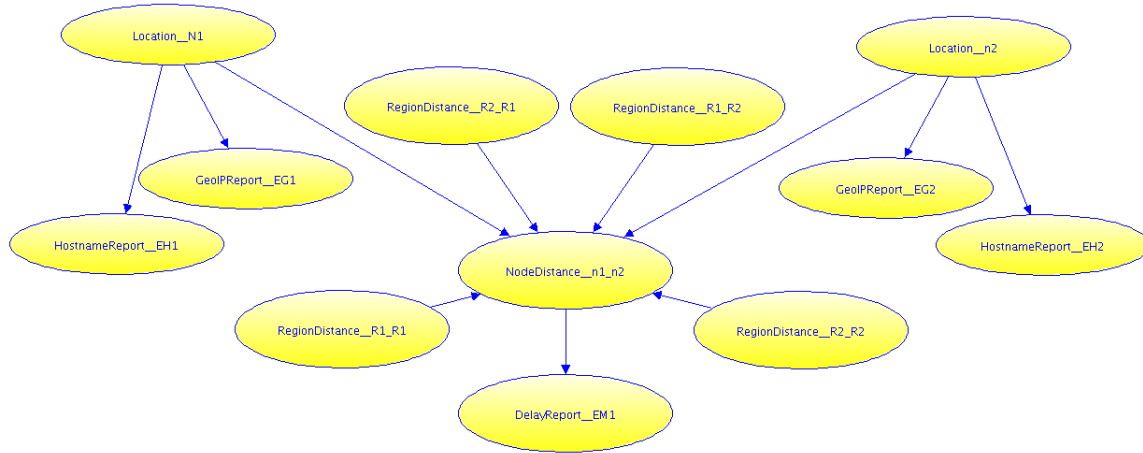 Location__N1
Location__n2
RegionDistance__R2_R1
RegionDistance__R1_R2
GeoIPReport__EG1
GeoIPReport__EG2
HostnameReport__EH1
HostnameReport__EH2
NodeDistance__n1_n2
RegionDistance__R1_R1
RegionDistance__R2_R2
DelayReport__EM1